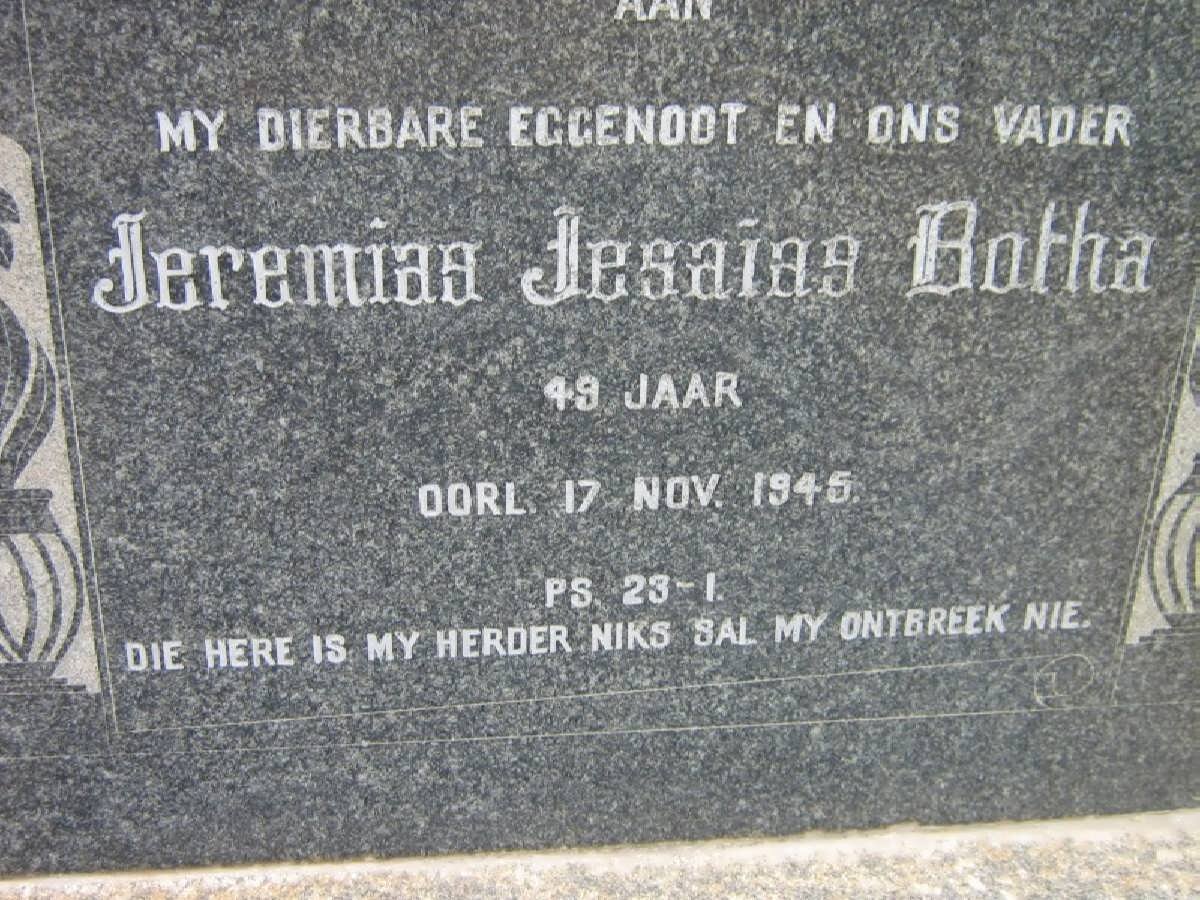 AAN
MY DIERBARE EGGENOOT EN ONS VADER
Jeremias Jesaias Botha
49 JAAR
OORL. 17 NOV. 1945.
PS. 23-1.
DIE HERE IS MY HERDER NIKS SAL MY ONTBREEK NIE.